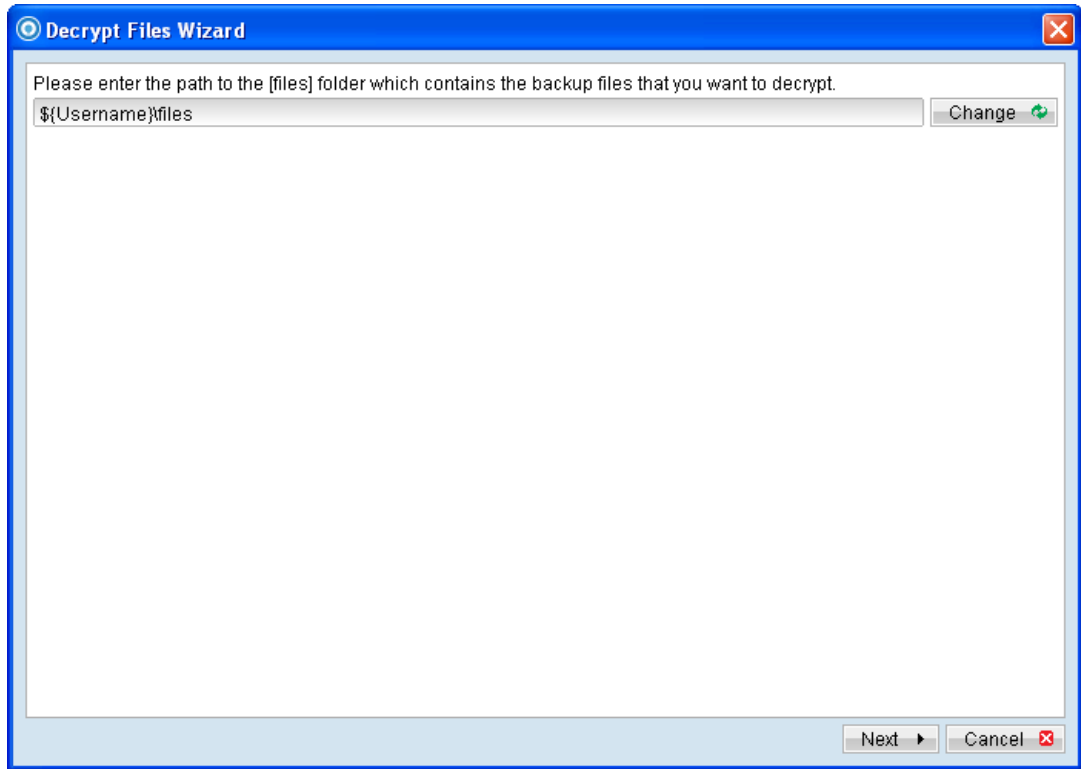 Decrypt Files Wizard
Please enter the path to the [files] folder which contains the backup files that you want to decrypt.
${Username}\files
Change
Next
Cancel